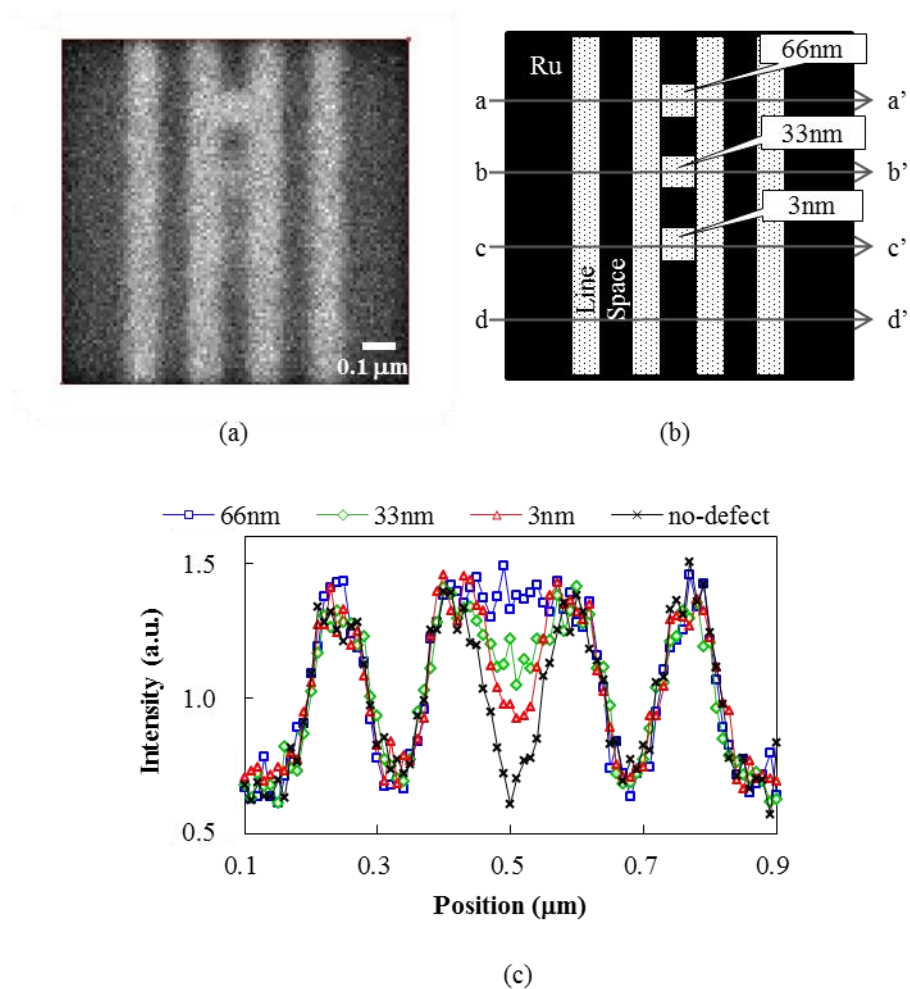 0.1 μm
(a)
Ru
66nm
a
a'
33nm
b
b'
3nm
c
c'
Line
Space
d
d'
(b)
66nm 33nm 3nm no-defect
Intensity (a.u.)
1.5
1.0
0.5
0.1 0.3 0.5 0.7 0.9
Position (μm)
(c)